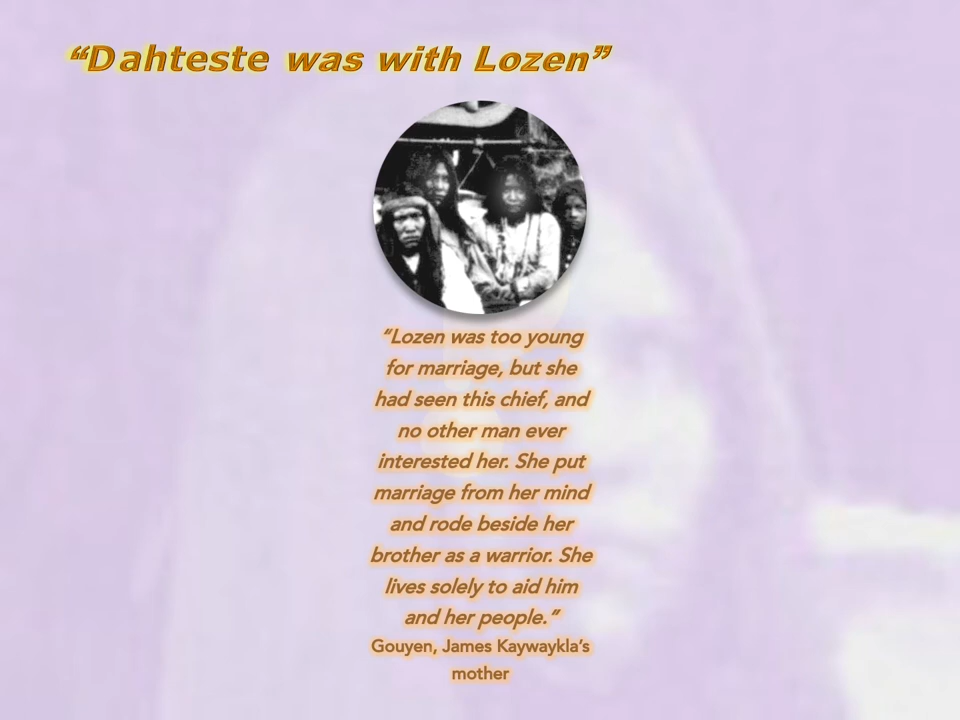 “Dahteste was with Lozen”
“Lozen was too young
for marriage, but she
had seen this chief, and
no other man ever
interested her. She put
marriage from her mind
and rode beside her
brother as a warrior. She
lives solely to aid him
and her people.”
Gouyen, James Kaywaykla’s
mother